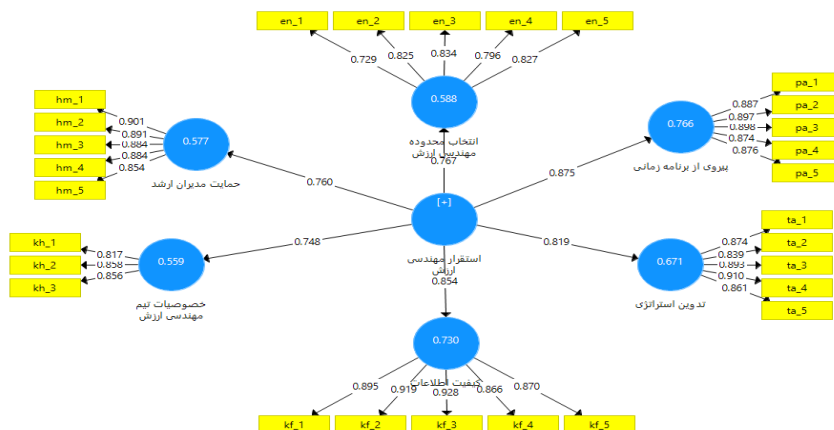 en_1
en_2
en_3
en_4
en_5
0.729
0.825
0.834
0.796
0.827
0.588
انتخاب محدوده
مهندسی ارزش
0.767
hm_1
hm_2
hm_3
hm_4
hm_5
0.901
0.891
0.884
0.884
0.854
0.577
حمایت مدیران ارشد
0.760
pa_1
pa_2
pa_3
pa_4
pa_5
0.887
0.897
0.898
0.874
0.876
0.766
پیروی از برنامه زمانی
0.875
[+]
استقرار مهندسی
ارزش
0.854
kh_1
kh_2
kh_3
0.817
0.858
0.856
0.559
خصوصیات تیم
مهندسی ارزش
0.748
ta_1
ta_2
ta_3
ta_4
ta_5
0.874
0.839
0.893
0.910
0.861
0.671
تدوین استراتژی
0.819
0.730
کیفیت اطلاعات
0.895
0.919
0.928
0.866
0.870
kf_1
kf_2
kf_3
kf_4
kf_5